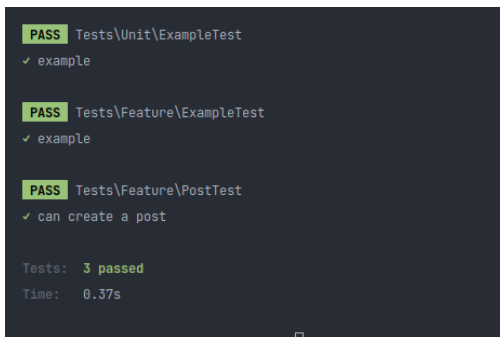 PASS Tests\Unit\ExampleTest
✓ example
PASS Tests\Feature\ExampleTest
✓ example
PASS Tests\Feature\PostTest
✓ can create a post
Tests: 3 passed
Time: 0.37s